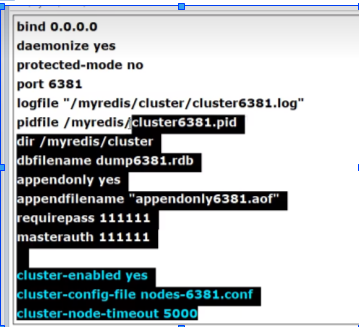 bind 0.0.0.0
daemonize yes
protected-mode no
port 6381
logfile "/myredis/cluster/cluster6381.log"
pidfile /myredis/cluster6381.pid
dir /myredis/cluster
dbfilename dump6381.rdb
appendonly yes
appendfilename "appendonly6381.aof"
requirepass 111111
masterauth 111111
cluster-enabled yes
cluster-config-file nodes-6381.conf
cluster-node-timeout 5000